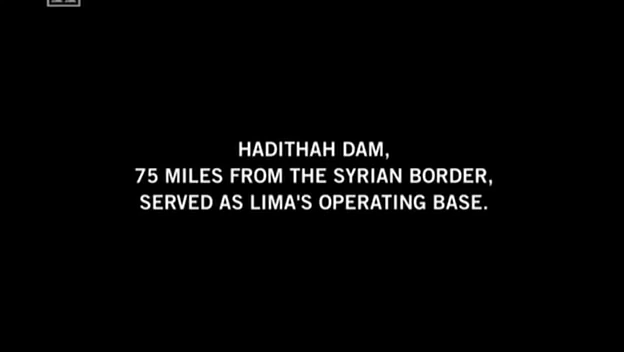 HADITHAH DAM,
75 MILES FROM THE SYRIAN BORDER,
SERVED AS LIMA'S OPERATING BASE.